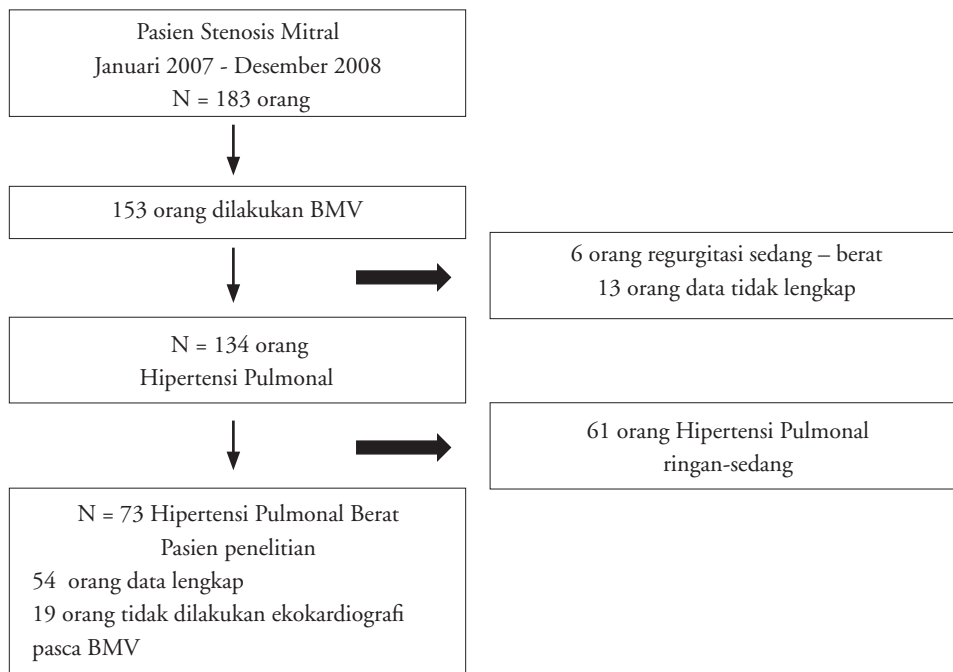 Pasien Stenosis Mitral
Januari 2007 - Desember 2008
N = 183 orang
153 orang dilakukan BMV
6 orang regurgitasi sedang – berat
13 orang data tidak lengkap
N = 134 orang
Hipertensi Pulmonal
61 orang Hipertensi Pulmonal
ringan-sedang
N = 73 Hipertensi Pulmonal Berat
Pasien penelitian
54 orang data lengkap
19 orang tidak dilakukan ekokardiografi
pasca BMV